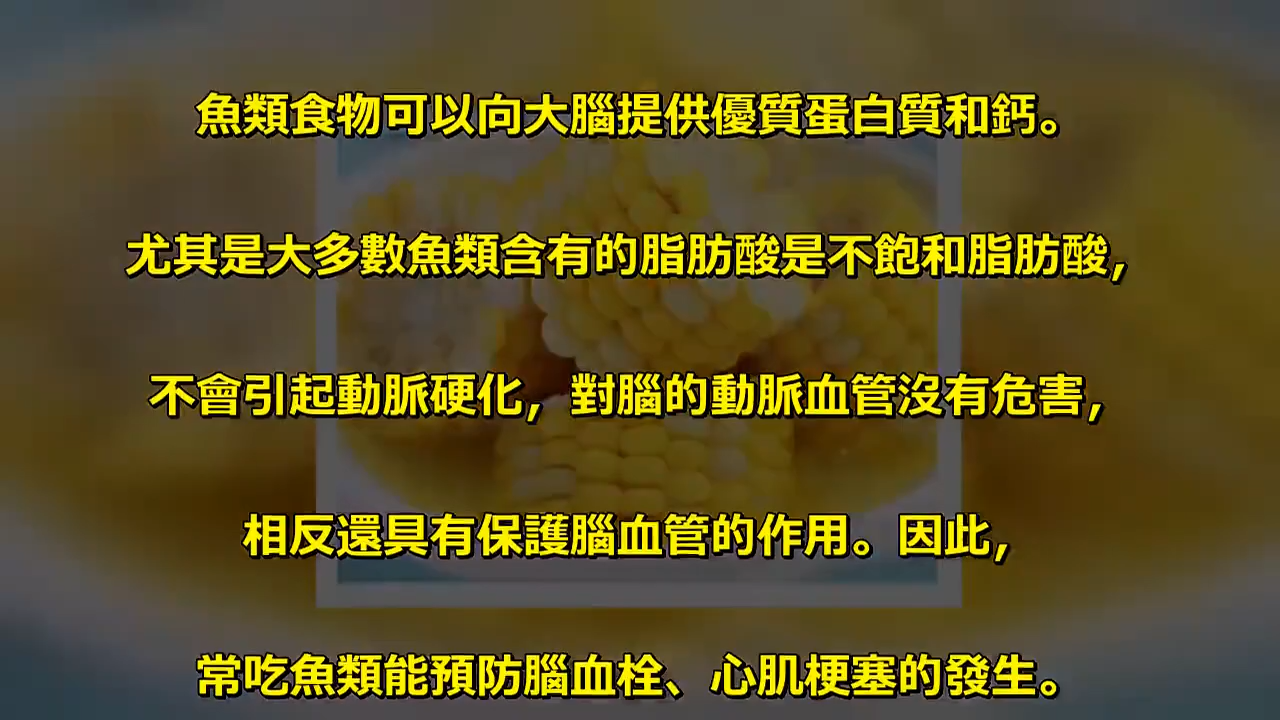 魚類食物可以向大腦提供優質蛋白質和鈣。
尤其是大多數魚類含有的脂肪酸是不飽和脂肪酸，
不會引起動脈硬化，對腦的動脈血管沒有危害，
相反還具有保護腦血管的作用。因此，
常吃魚類能預防腦血栓、心肌梗塞的發生。